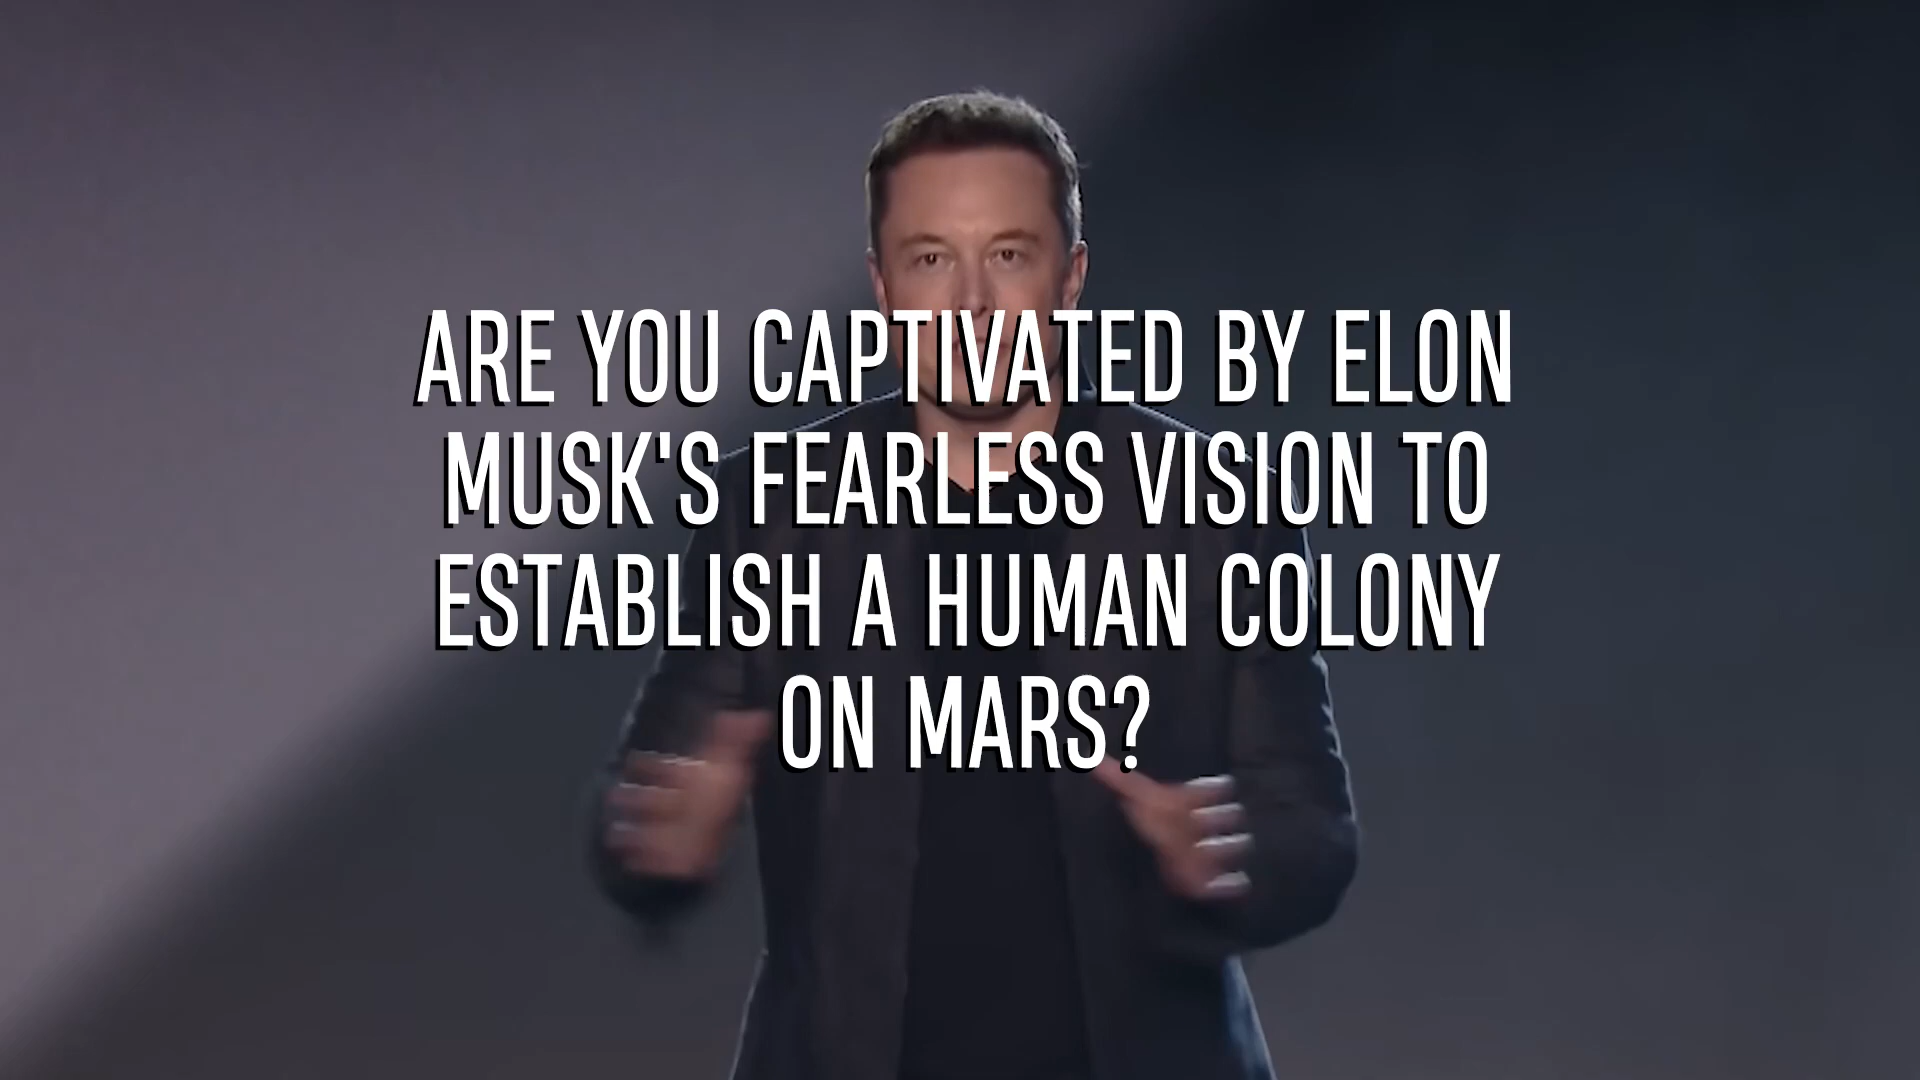 ARE YOU CAPTIVATED BY ELON
MUSK'S FEARLESS VISION TO
ESTABLISH A HUMAN COLONY
ON MARS?